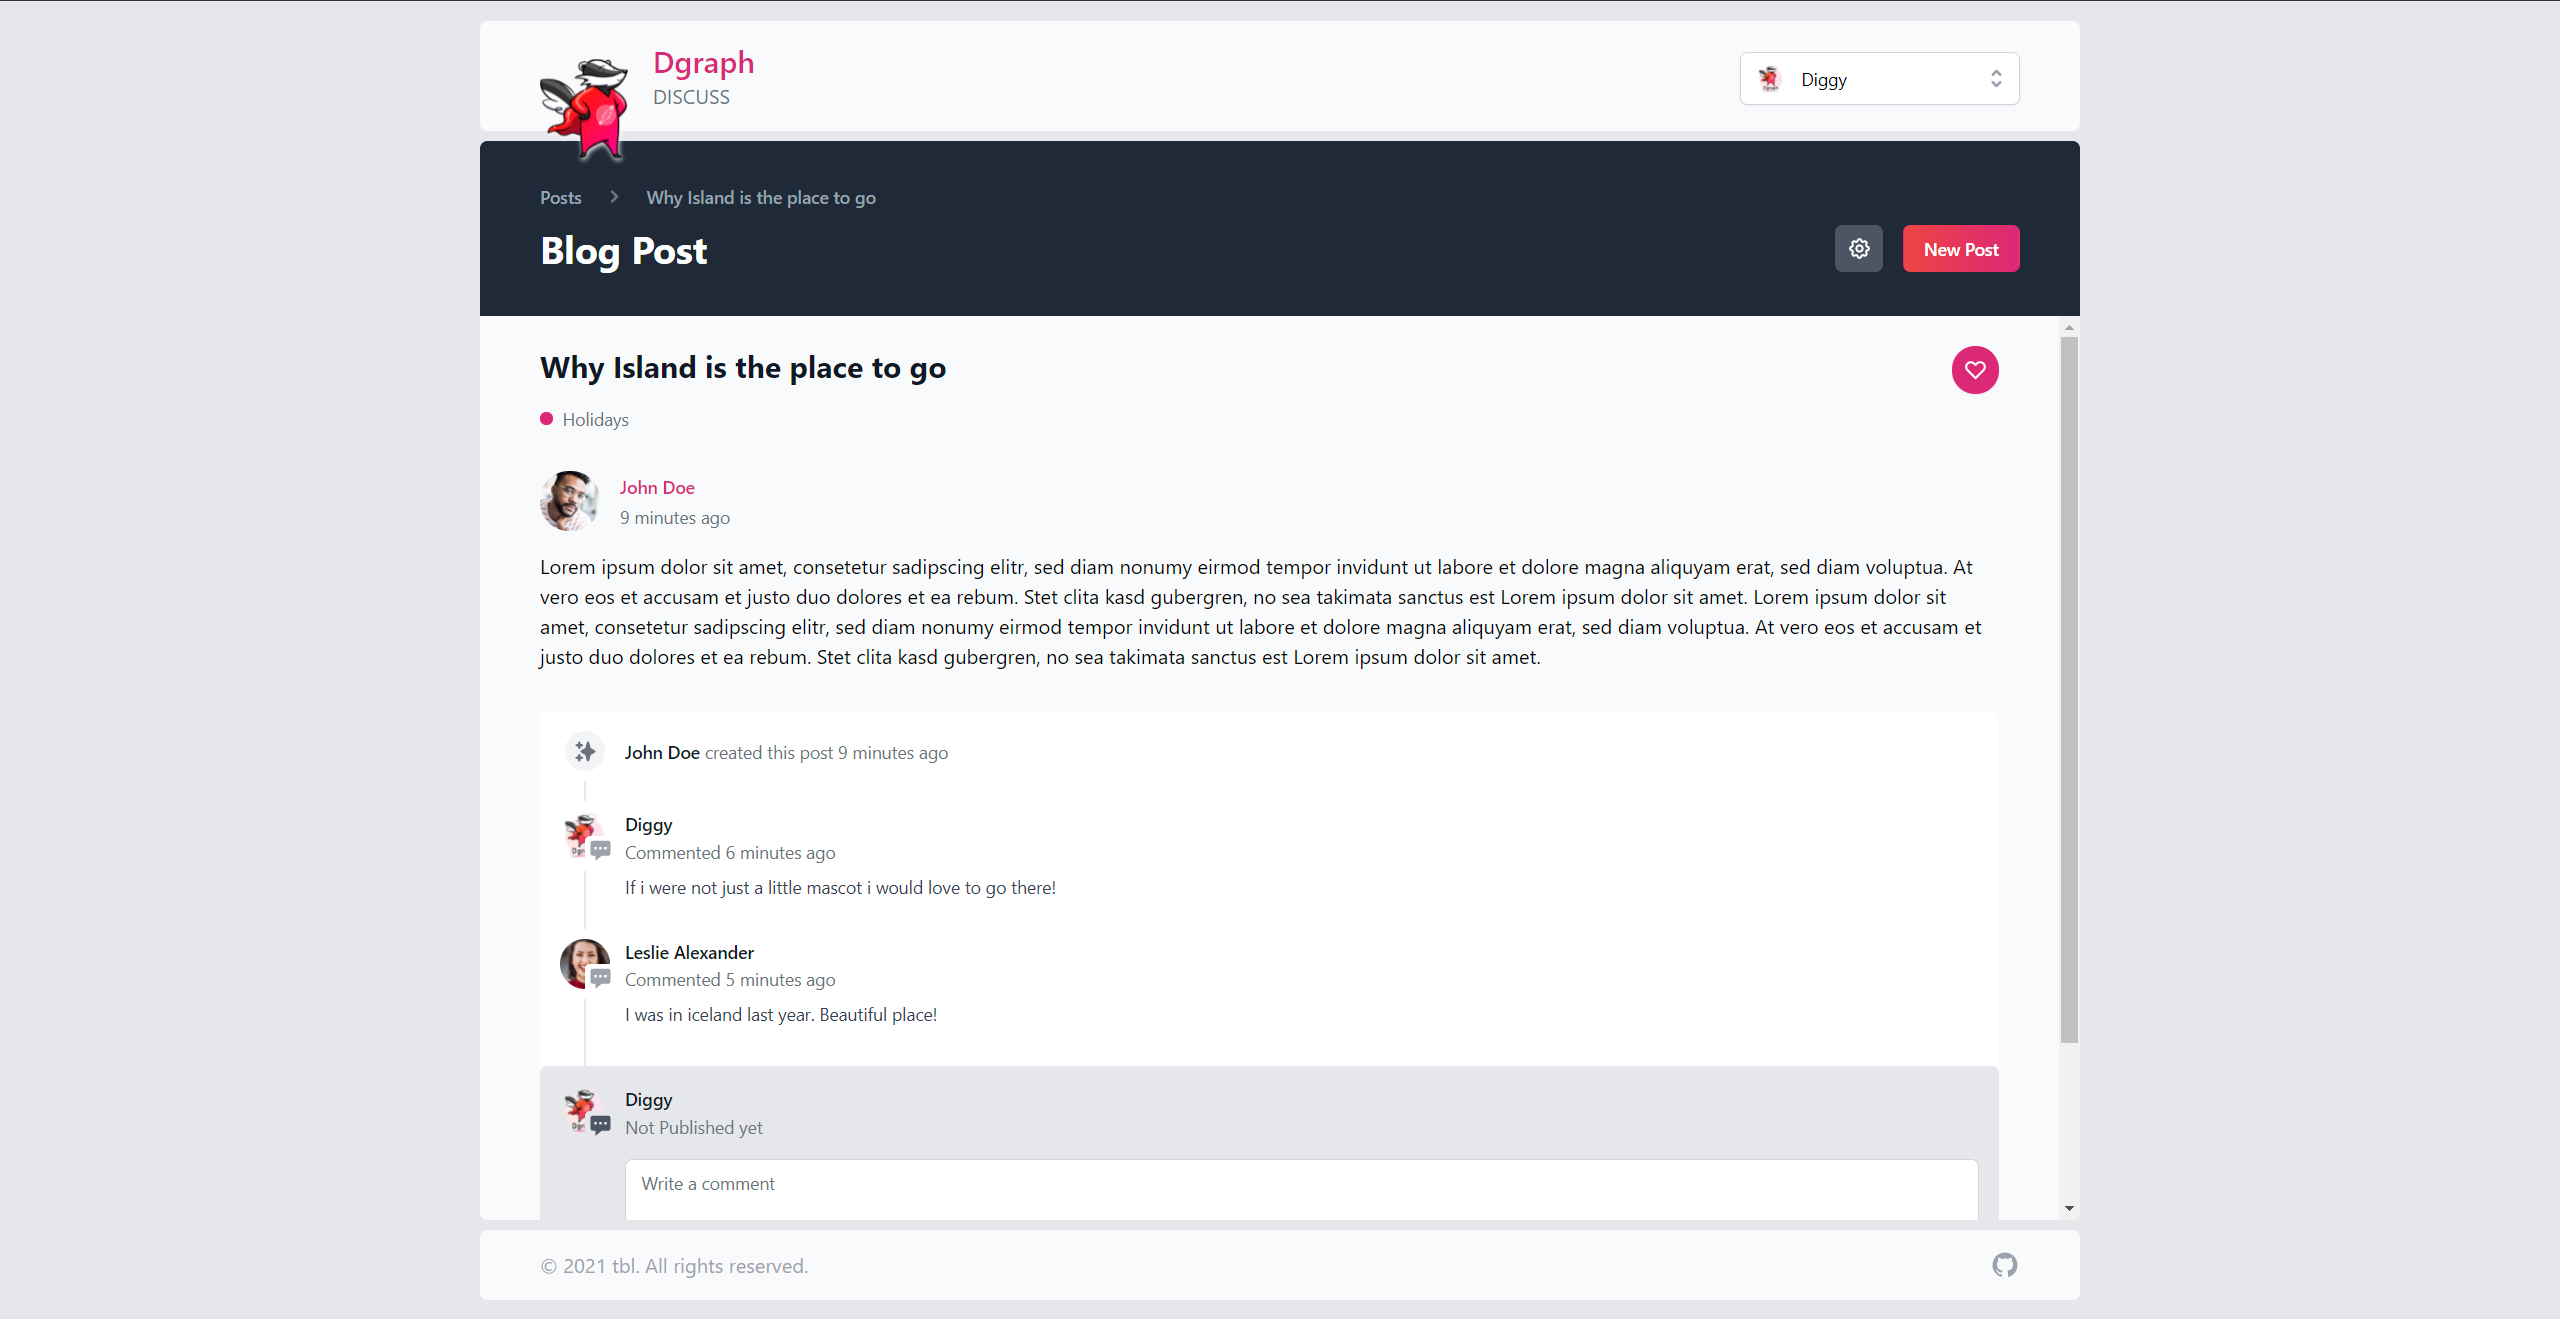 Dgraph
DISCUSS
Diggy
Posts
Why Island is the place to go
Blog Post
New Post
Why Island is the place to go
Holidays
John Doe
9 minutes ago
Lorem ipsum dolor sit amet, consetetur sadipscing elitr, sed diam nonumy eirmod tempor invidunt ut labore et dolore magna aliquyam erat, sed diam voluptua. At
vero eos et accusam et justo duo dolores et ea rebum. Stet clita kasd gubergren, no sea takimata sanctus est Lorem ipsum dolor sit amet. Lorem ipsum dolor sit
amet, consetetur sadipscing elitr, sed diam nonumy eirmod tempor invidunt ut labore et dolore magna aliquyam erat, sed diam voluptua. At vero eos et accusam et
justo duo dolores et ea rebum. Stet clita kasd gubergren, no sea takimata sanctus est Lorem ipsum dolor sit amet.
John Doe created this post 9 minutes ago
Diggy
Commented 6 minutes ago
If i were not just a little mascot i would love to go there!
Leslie Alexander
Commented 5 minutes ago
I was in iceland last year. Beautiful place!
Diggy
Not Published yet
Write a comment
© 2021 tbl. All rights reserved.